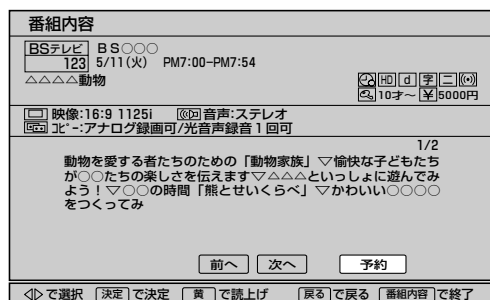 番組内容
BSテレビ BS○○○
123 5/11(火) PM7:00-PM7:54
△△△△動物 HD d 字 二
10才～ ¥5000円
映像:16:9 1125i 音声:ステレオ
ｺﾋﾟｰ:アナログ録画可/光音声録音1回可
1/2
動物を愛する者たちのための「動物家族」▽愉快な子どもたち
が○○たちの楽しさを伝えます▽△△△といっしょに遊んでみ
よう！▽○○の時間「熊とせいくらべ」▽かわいい○○○○
をつくってみ
前へ 次へ 予約
◁▷で選択 決定で決定 黄で読上げ 戻るで戻る 番組内容で終了